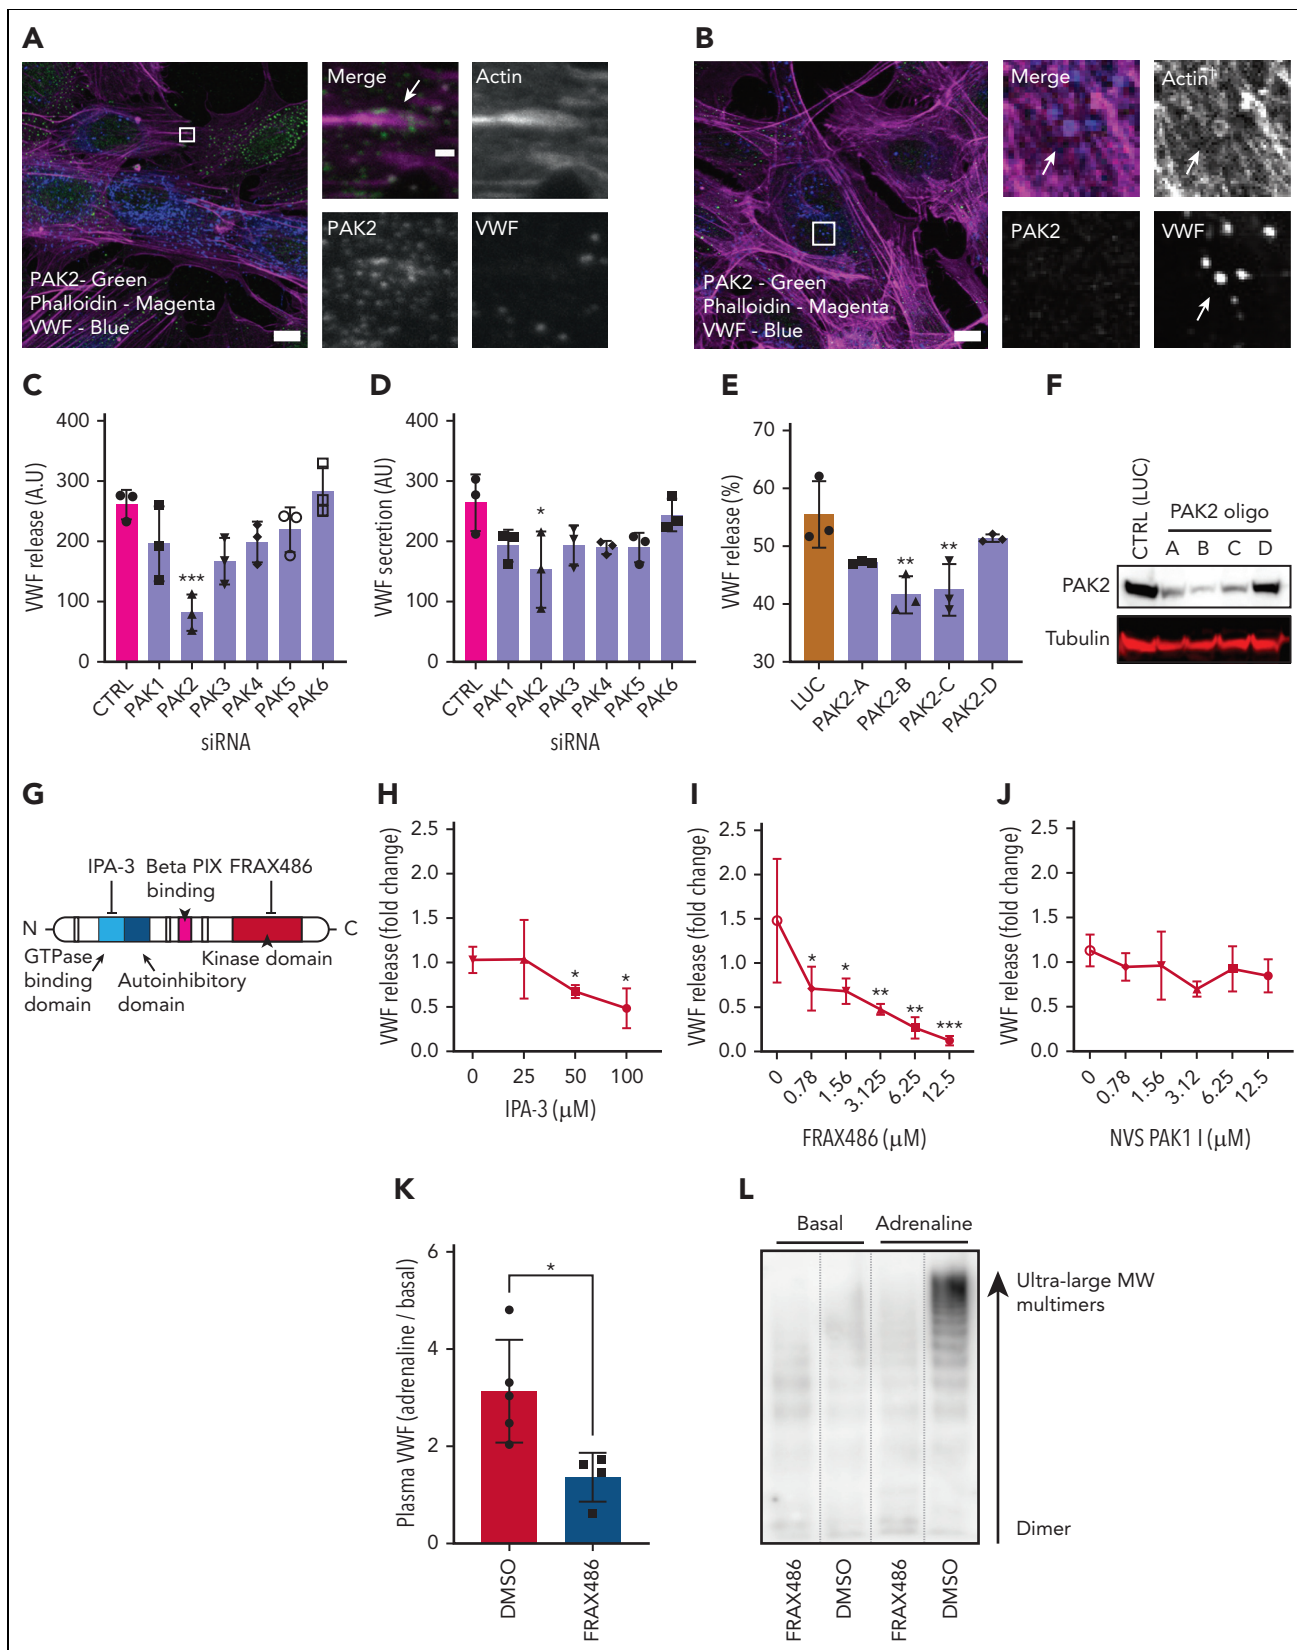 A
Merge
Actin
PAK2
VWF
PAK2- Green
Phalloidin - Magenta
VWF - Blue
B
Merge
Actin
PAK2
VWF
PAK2 - Green
Phalloidin - Magenta
VWF - Blue
C
VWF release (A.U)
400
300
200
100
0
***
CTRL
PAK1
PAK2
PAK3
PAK4
PAK5
PAK6
siRNA
D
VWF secretion (AU)
400
300
200
100
0
*
CTRL
PAK1
PAK2
PAK3
PAK4
PAK5
PAK6
siRNA
E
VWF release (%)
70
60
50
40
30
**
**
LUC
PAK2-A
PAK2-B
PAK2-C
PAK2-D
F
CTRL (LUC)
PAK2 oligo
A B C D
PAK2
Tubulin
G
IPA-3
Beta PIX
binding
FRAX486
N
C
GTPase
binding
domain
Autoinhibitory
domain
Kinase domain
H
VWF release (fold change)
2.5
2.0
1.5
1.0
0.5
0.0
*
*
0
25
50
100
IPA-3 (μM)
I
VWF release (fold change)
2.5
2.0
1.5
1.0
0.5
0.0
*
*
**
**
***
0
0.78
1.56
3.125
6.25
12.5
FRAX486 (μM)
J
VWF release (fold change)
2.5
2.0
1.5
1.0
0.5
0.0
0
0.78
1.56
3.12
6.25
12.5
NVS PAK1 I (μM)
K
Plasma VWF (adrenaline / basal)
6
4
2
0
*
DMSO
FRAX486
L
Basal
Adrenaline
Ultra-large MW
multimers
Dimer
FRAX486
DMSO
FRAX486
DMSO